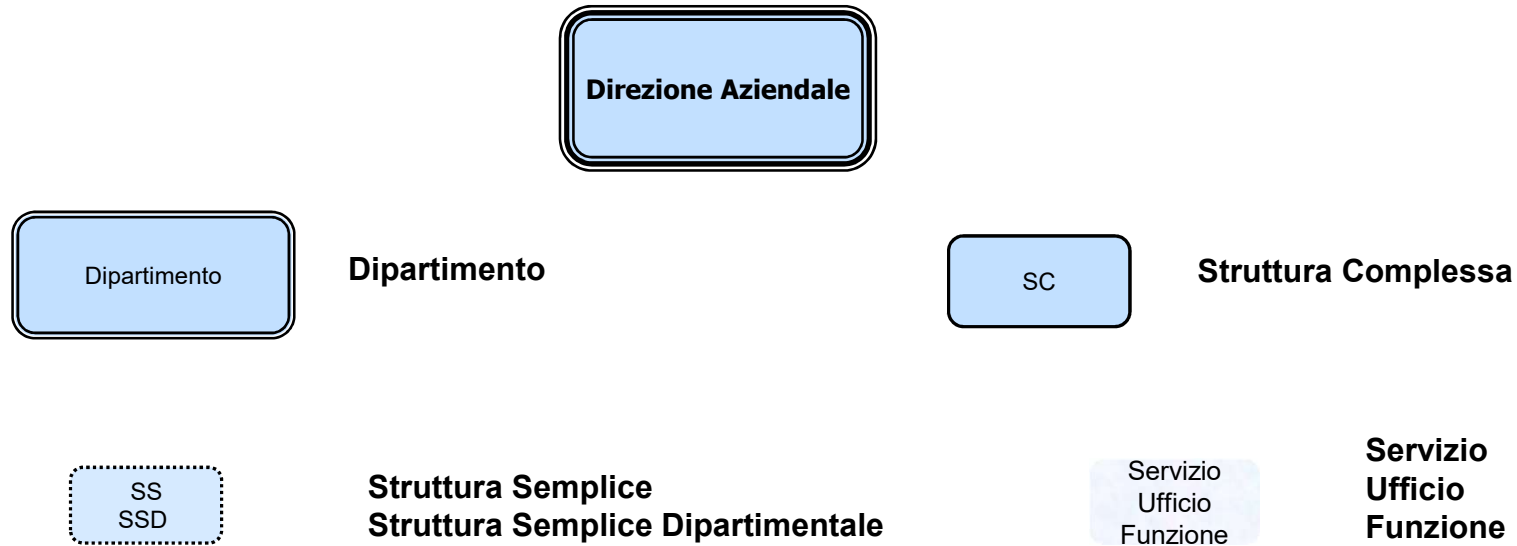 Direzione Aziendale
Dipartimento
Dipartimento
SC
Struttura Complessa
SS
SSD
Struttura Semplice
Struttura Semplice Dipartimentale
Servizio
Ufficio
Funzione
Servizio
Ufficio
Funzione